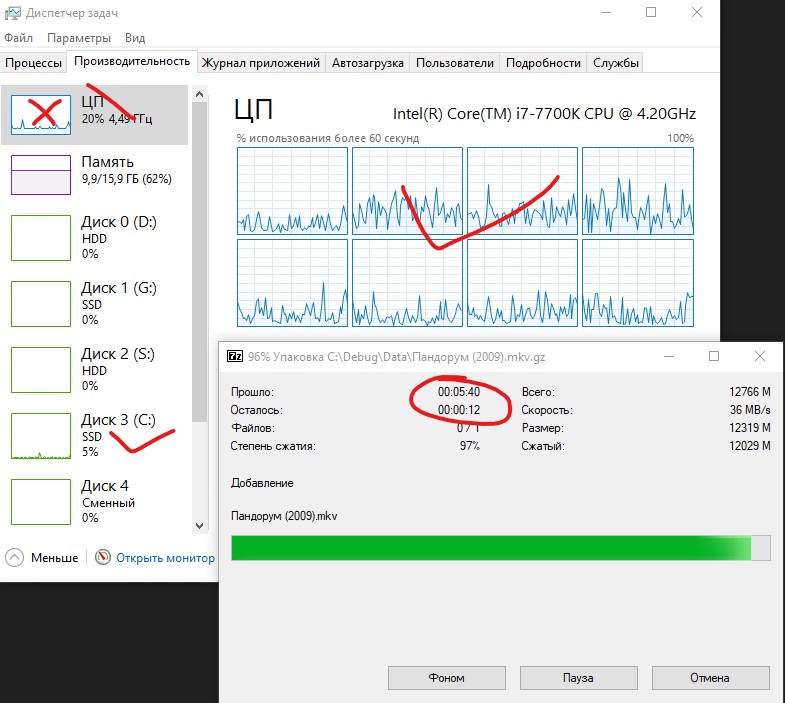 Диспетчер задач
Файл Параметры Вид
Процессы Производительность Журнал приложений Автозагрузка Пользователи Подробности Службы
ЦП
20% 4,49 ГГц
Память
9,9/15,9 ГБ (62%)
Диск 0 (D:)
HDD
0%
Диск 1 (G:)
SSD
0%
Диск 2 (S:)
HDD
0%
Диск 3 (C:)
SSD
5%
Диск 4
Сменный
0%
ЦП
Intel(R) Core(TM) i7-7700K CPU @ 4.20GHz
% использования более 60 секунд 100%
Меньше Открыть монитор
7z 96% Упаковка C:\Debug\Data\Пандорум (2009).mkv.gz
Прошло: 00:05:40 Всего: 12766 M
Осталось: 00:00:12 Скорость: 36 MB/s
Файлов: 0 / 1 Размер: 12319 M
Степень сжатия: 97% Сжатый: 12029 M
Добавление
Пандорум (2009).mkv
Фоном Пауза Отмена